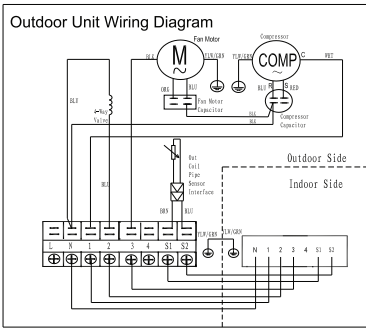 Outdoor Unit Wiring Diagram
Fan Motor
Compressor
BLK
M
YLW/GRN
YLW/GRN
COMP
C
WHT
ORG
BLU
BLU
R
S
RED
BLU
4-Way
Valve
Fan Motor
Capacitor
BLK
BLK
Compressor
Capacitor
Out
Coil
Pipe
Sensor
Interface
BLU
BRN
BLU
Outdoor Side
Indoor Side
YLW/GRN
YLW/GRN
L N 1 2 3 4 S1 S2
N 1 2 3 4 S1 S2